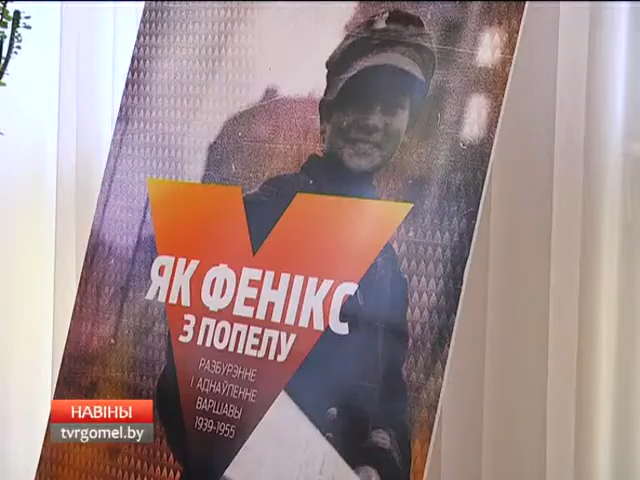 ЯК ФЕНІКС
З ПОПЕЛУ
РАЗБУРЭННЕ
І АДНАЎЛЕННЕ
ВАРШАВЫ
1939-1955
НАВІНЫ
tvrgomel.by